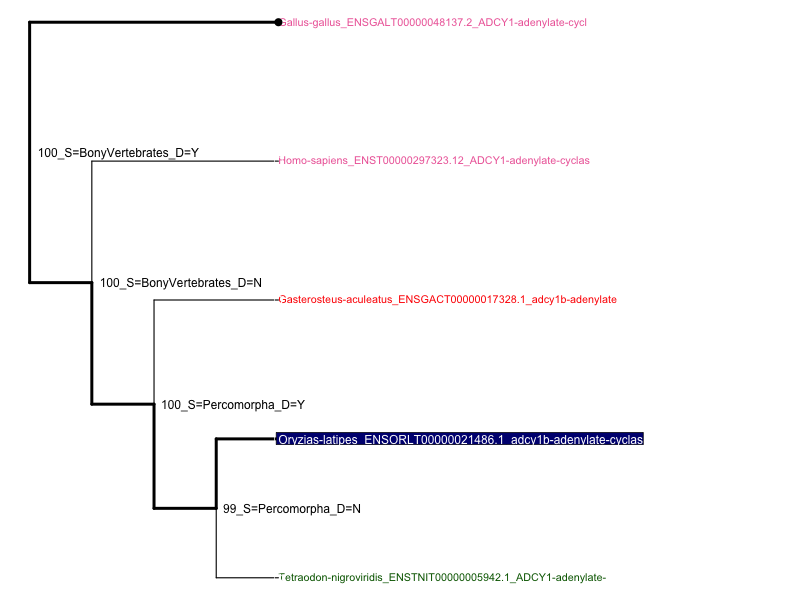 Gallus-gallus_ENSGALT00000048137.2_ADCY1-adenylate-cycl
100_S=BonyVertebrates_D=Y
Homo-sapiens_ENST00000297323.12_ADCY1-adenylate-cyclas
100_S=BonyVertebrates_D=N
Gasterosteus-aculeatus_ENSGACT00000017328.1_adcy1b-adenylate
100_S=Percomorpha_D=Y
Oryzias-latipes_ENSORLT00000021486.1_adcy1b-adenylate-cyclas
99_S=Percomorpha_D=N
Tetraodon-nigroviridis_ENSTNIT00000005942.1_ADCY1-adenylate-